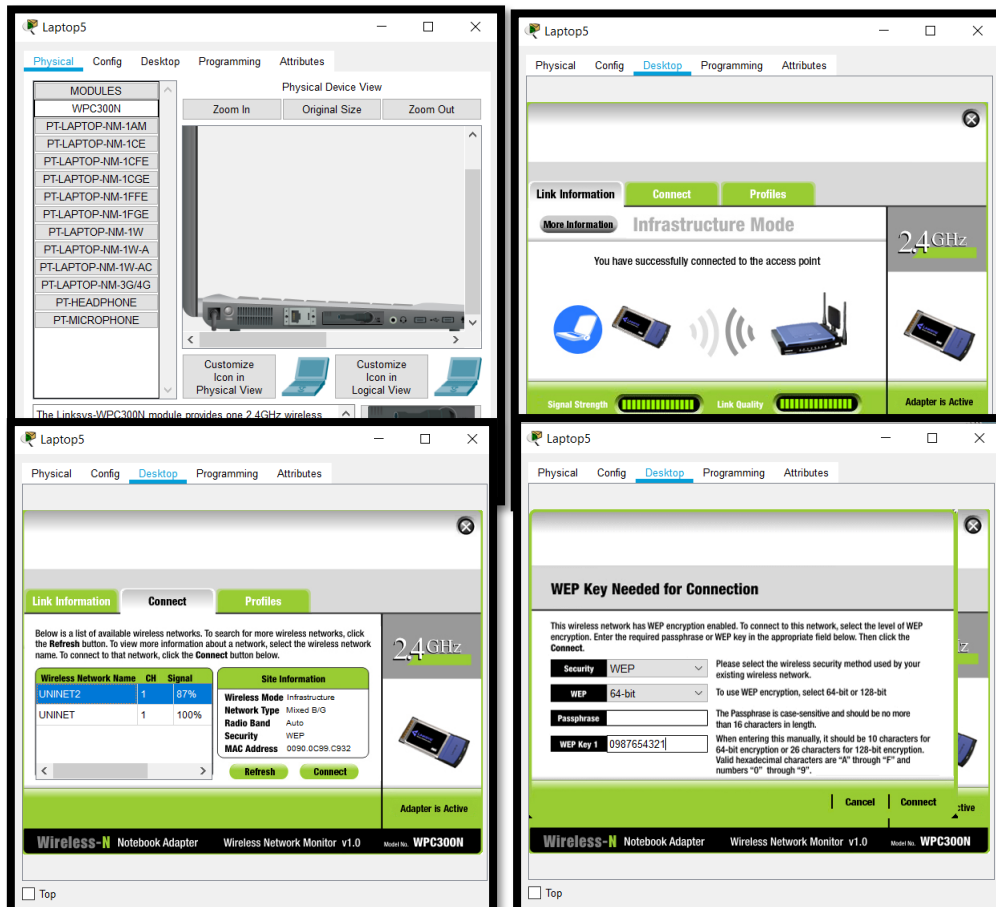 Laptop5
Physical Config Desktop Programming Attributes
MODULES
WPC300N
PT-LAPTOP-NM-1AM
PT-LAPTOP-NM-1CE
PT-LAPTOP-NM-1CFE
PT-LAPTOP-NM-1CGE
PT-LAPTOP-NM-1FFE
PT-LAPTOP-NM-1FGE
PT-LAPTOP-NM-1W
PT-LAPTOP-NM-1W-A
PT-LAPTOP-NM-1W-AC
PT-LAPTOP-NM-3G/4G
PT-HEADPHONE
PT-MICROPHONE
Physical Device View
Zoom In Original Size Zoom Out
Customize
Icon in
Physical View
Customize
Icon in
Logical View
The Linksys-WPC300N module provides one 2.4GHz wireless
Laptop5
Physical Config Desktop Programming Attributes
Link Information Connect Profiles
More Information Infrastructure Mode
2.4GHz
You have successfully connected to the access point
Signal Strength Link Quality Adapter is Active
Laptop5
Physical Config Desktop Programming Attributes
Link Information Connect Profiles
Below is a list of available wireless networks. To search for more wireless networks, click
the Refresh button. To view more information about a network, select the wireless network
name. To connect to that network, click the Connect button below.
2.4GHz
Wireless Network Name CH Signal
UNINET2 1 87%
UNINET 1 100%
Site Information
Wireless Mode Infrastructure
Network Type Mixed B/G
Radio Band Auto
Security WEP
MAC Address 0090.0C99.C932
Refresh Connect
Adapter is Active
Wireless-N Notebook Adapter Wireless Network Monitor v1.0 Model No. WPC300N
Top
Laptop5
Physical Config Desktop Programming Attributes
WEP Key Needed for Connection
This wireless network has WEP encryption enabled. To connect to this network, select the level of WEP
encryption. Enter the required passphrase or WEP key in the appropriate field below. Then click the
Connect.
Security WEP
Please select the wireless security method used by your
existing wireless network.
WEP 64-bit
To use WEP encryption, select 64-bit or 128-bit
Passphrase
The Passphrase is case-sensitive and should be no more
than 16 characters in length.
WEP Key 1 0987654321
When entering this manually, it should be 10 characters for
64-bit encryption or 26 characters for 128-bit encryption.
Valid hexadecimal characters are "A" through "F" and
numbers "0" through "9".
Cancel Connect
Wireless-N Notebook Adapter Wireless Network Monitor v1.0 Model No. WPC300N
Top